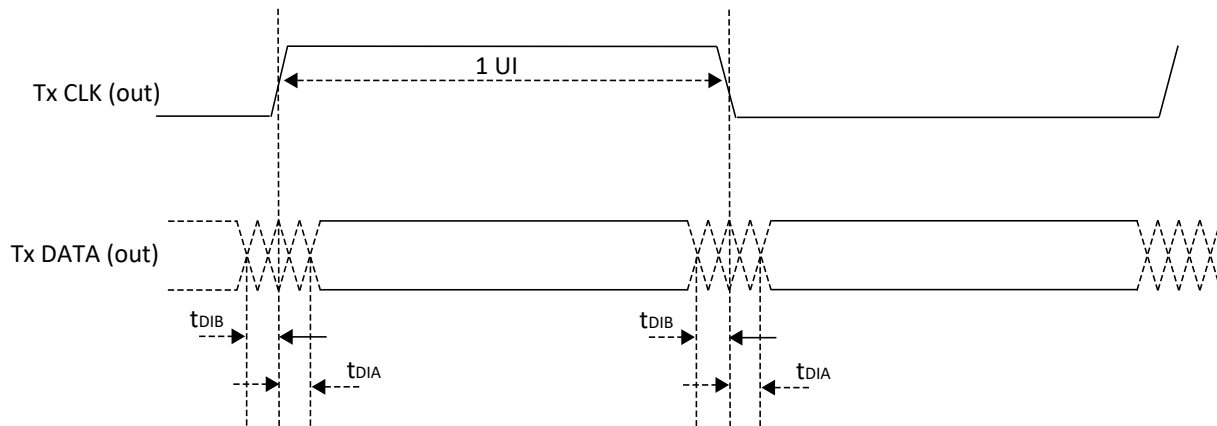 1 UI
Tx CLK (out)
Tx DATA (out)
tDIB
tDIB
tDIA
tDIA